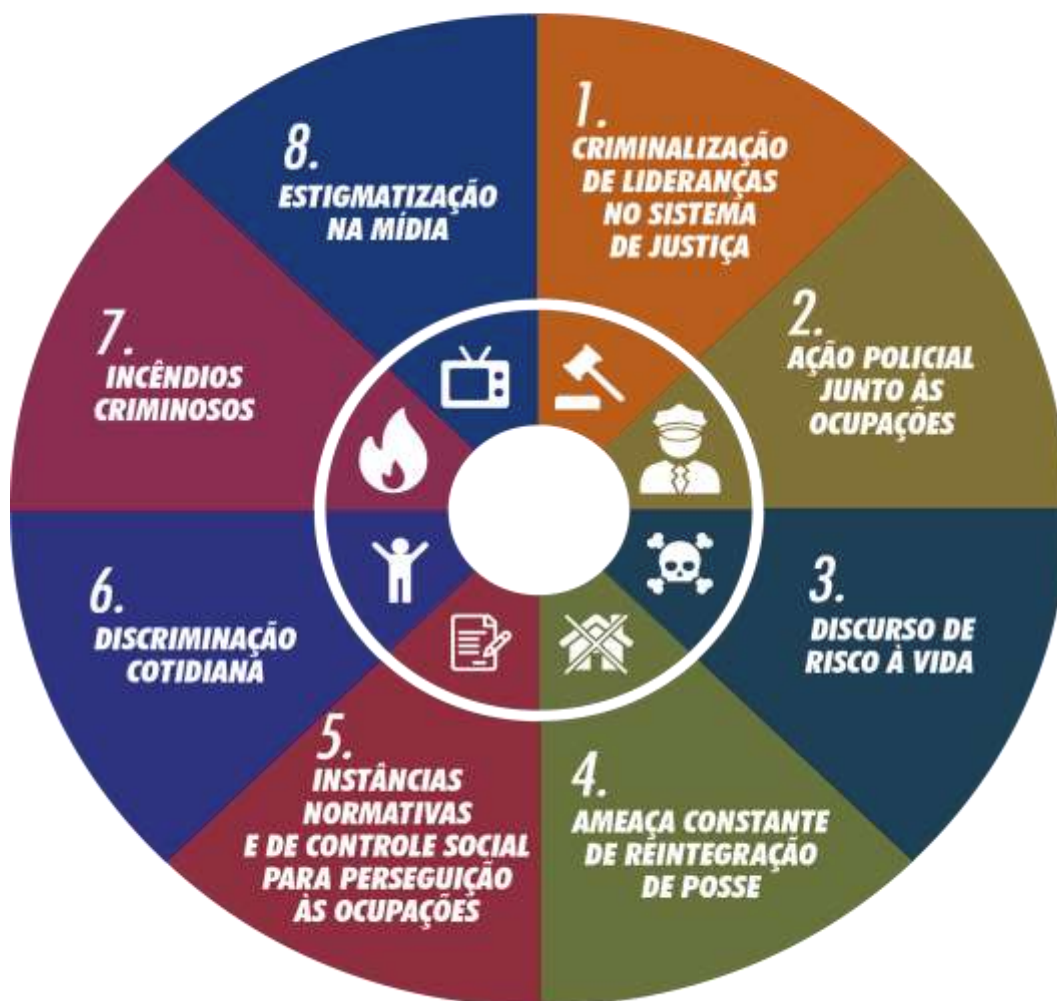 1.
CRIMINALIZAÇÃO
DE LIDERANÇAS
NO SISTEMA
DE JUSTIÇA
2.
AÇÃO POLICIAL
JUNTO ÀS
OCUPAÇÕES
3.
DISCURSO DE
RISCO À VIDA
4.
AMEAÇA CONSTANTE
DE REINTEGRAÇÃO
DE POSSE
5.
INSTÂNCIAS
NORMATIVAS
E DE CONTROLE SOCIAL
PARA PERSEGUIÇÃO
ÀS OCUPAÇÕES
6.
DISCRIMINAÇÃO
COTIDIANA
7.
INCÊNDIOS
CRIMINOSOS
8.
ESTIGMATIZAÇÃO
NA MÍDIA